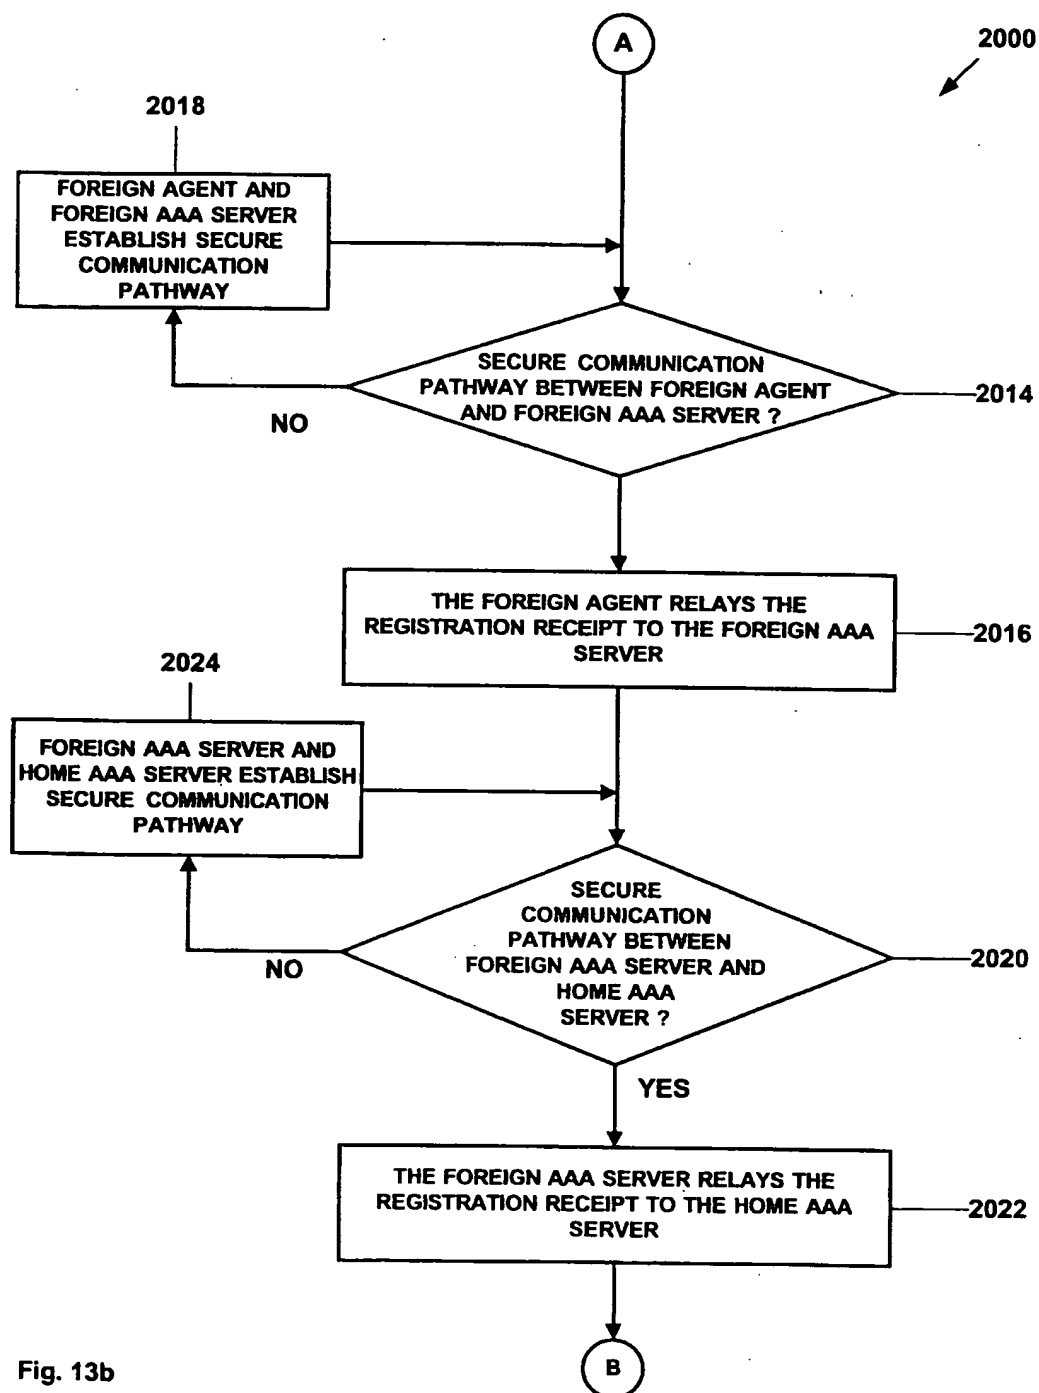 A
2000
2018
FOREIGN AGENT AND
FOREIGN AAA SERVER
ESTABLISH SECURE
COMMUNICATION
PATHWAY
SECURE COMMUNICATION
PATHWAY BETWEEN FOREIGN AGENT
AND FOREIGN AAA SERVER ?
2014
NO
THE FOREIGN AGENT RELAYS THE
REGISTRATION RECEIPT TO THE FOREIGN AAA
SERVER
2016
2024
FOREIGN AAA SERVER AND
HOME AAA SERVER ESTABLISH
SECURE COMMUNICATION
PATHWAY
SECURE
COMMUNICATION
PATHWAY BETWEEN
FOREIGN AAA SERVER AND
HOME AAA
SERVER ?
2020
NO
YES
THE FOREIGN AAA SERVER RELAYS THE
REGISTRATION RECEIPT TO THE HOME AAA
SERVER
2022
B
Fig. 13b